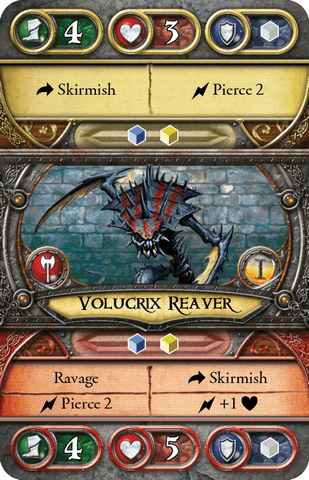 4 3
Skirmish Pierce 2
VOLUCRIX REAVER
I
Ravage Skirmish
Pierce 2 +1
4 5